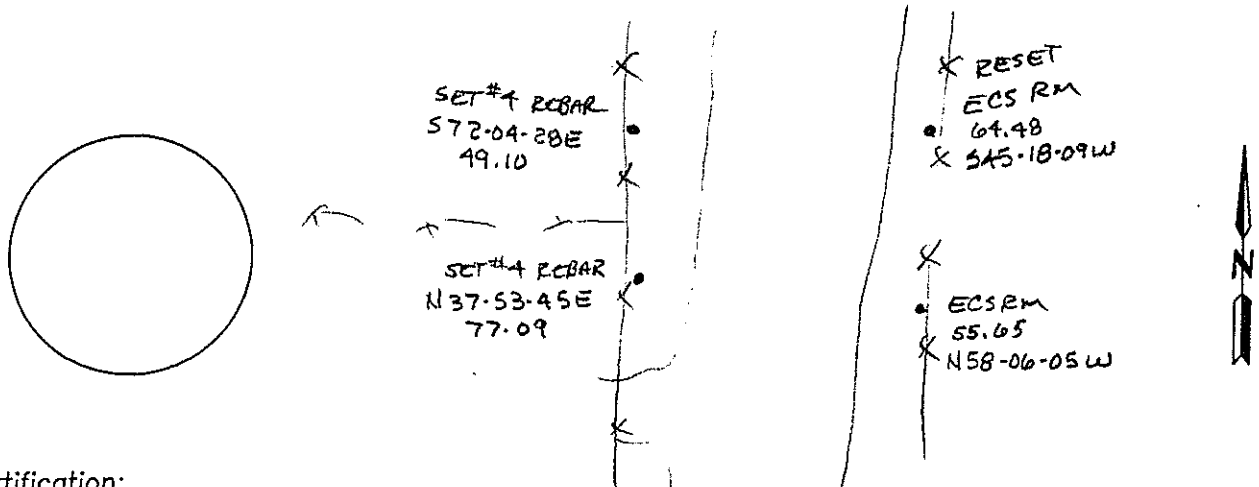 SET #4 REBAR
S72-04-28E
49.10
RESET
ECS RM
64.48
S45-18-09W
SET #4 REBAR
N37-53-45E
77.09
N
ECS RM
55.65
N58-06-05W
rtification: